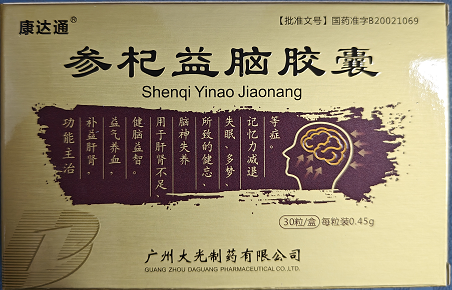 康达通®
【批准文号】国药准字B20021069
参杞益脑胶囊
Shenqi Yinao Jiaonang
功能主治
补益肝肾，
益气养血，
健脑益智。
用于肝肾不足、
脑神失养
所致的健忘、
失眠、多梦、
记忆力减退
等症。
30粒/盒 每粒装0.45g
广州大光制药有限公司
GUANG ZHOU DAGUANG PHARMACEUTICAL CO.,LTD.